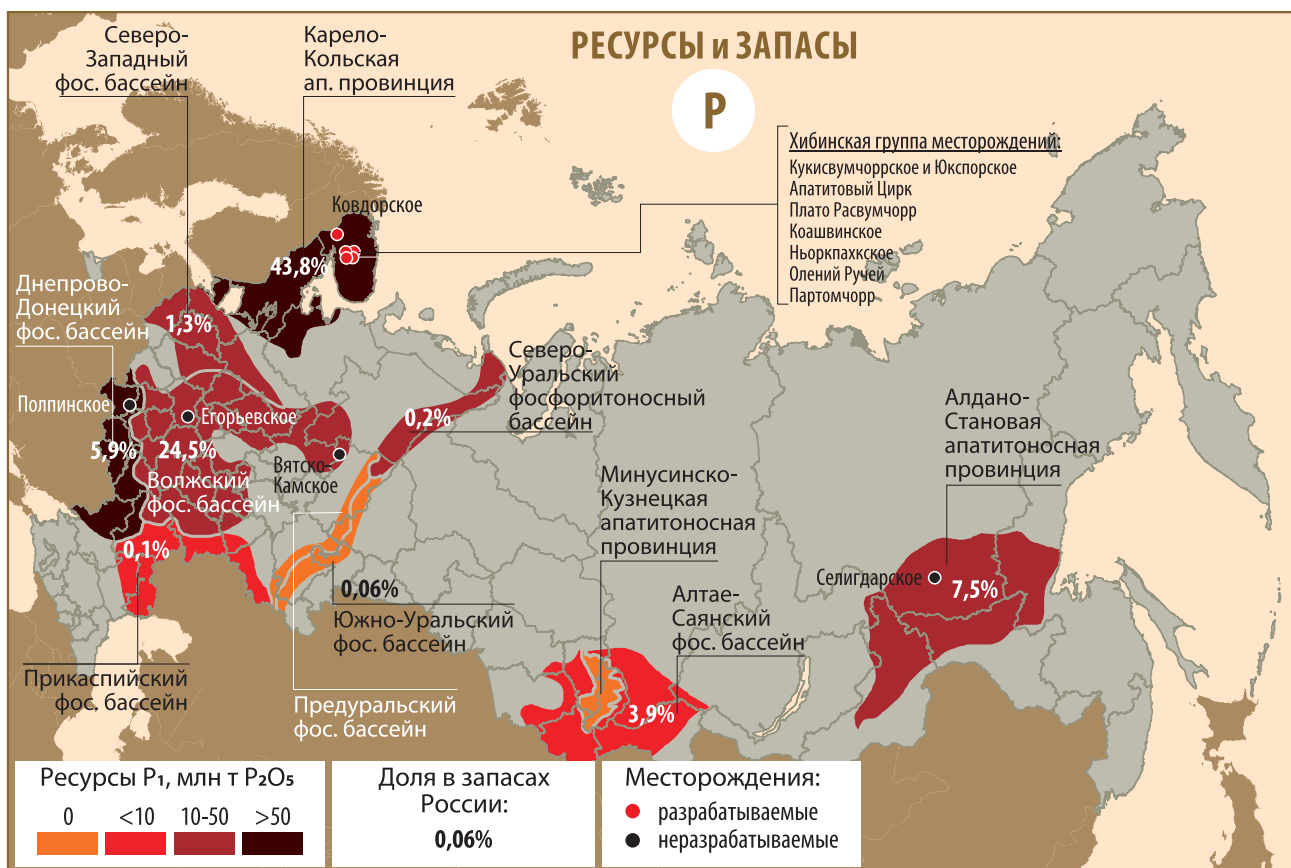 РЕСУРСЫ и ЗАПАСЫ
P
Северо-
Западный
фос. бассейн
Карело-
Кольская
ап. провинция
Хибинская группа месторождений:
Кукисвумчоррское и Юкспорское
Апатитовый Цирк
Плато Расвумчорр
Коашвинское
Ньоркпахкское
Олений Ручей
Партомчорр
Ковдорское
43,8%
Днепрово-
Донецкий
фос. бассейн
1,3%
Северо-
Уральский
фосфоритоносный
бассейн
0,2%
Полпинское
Егорьевское
5,9%
24,5%
Волжский
фос. бассейн
Вятско-
Камское
Алдано-
Становая
апатитоносная
провинция
Минусинско-
Кузнецкая
апатитоносная
провинция
0,1%
0,06%
Южно-Уральский
фос. бассейн
Алтае-
Саянский
фос. бассейн
Селигдарское
7,5%
Прикаспийский
фос. бассейн
Предуральский
фос. бассейн
3,9%
Ресурсы P₁, млн т P₂O₅
0 <10 10-50 >50
Доля в запасах
России:
0,06%
Месторождения:
разрабатываемые
неразрабатываемые